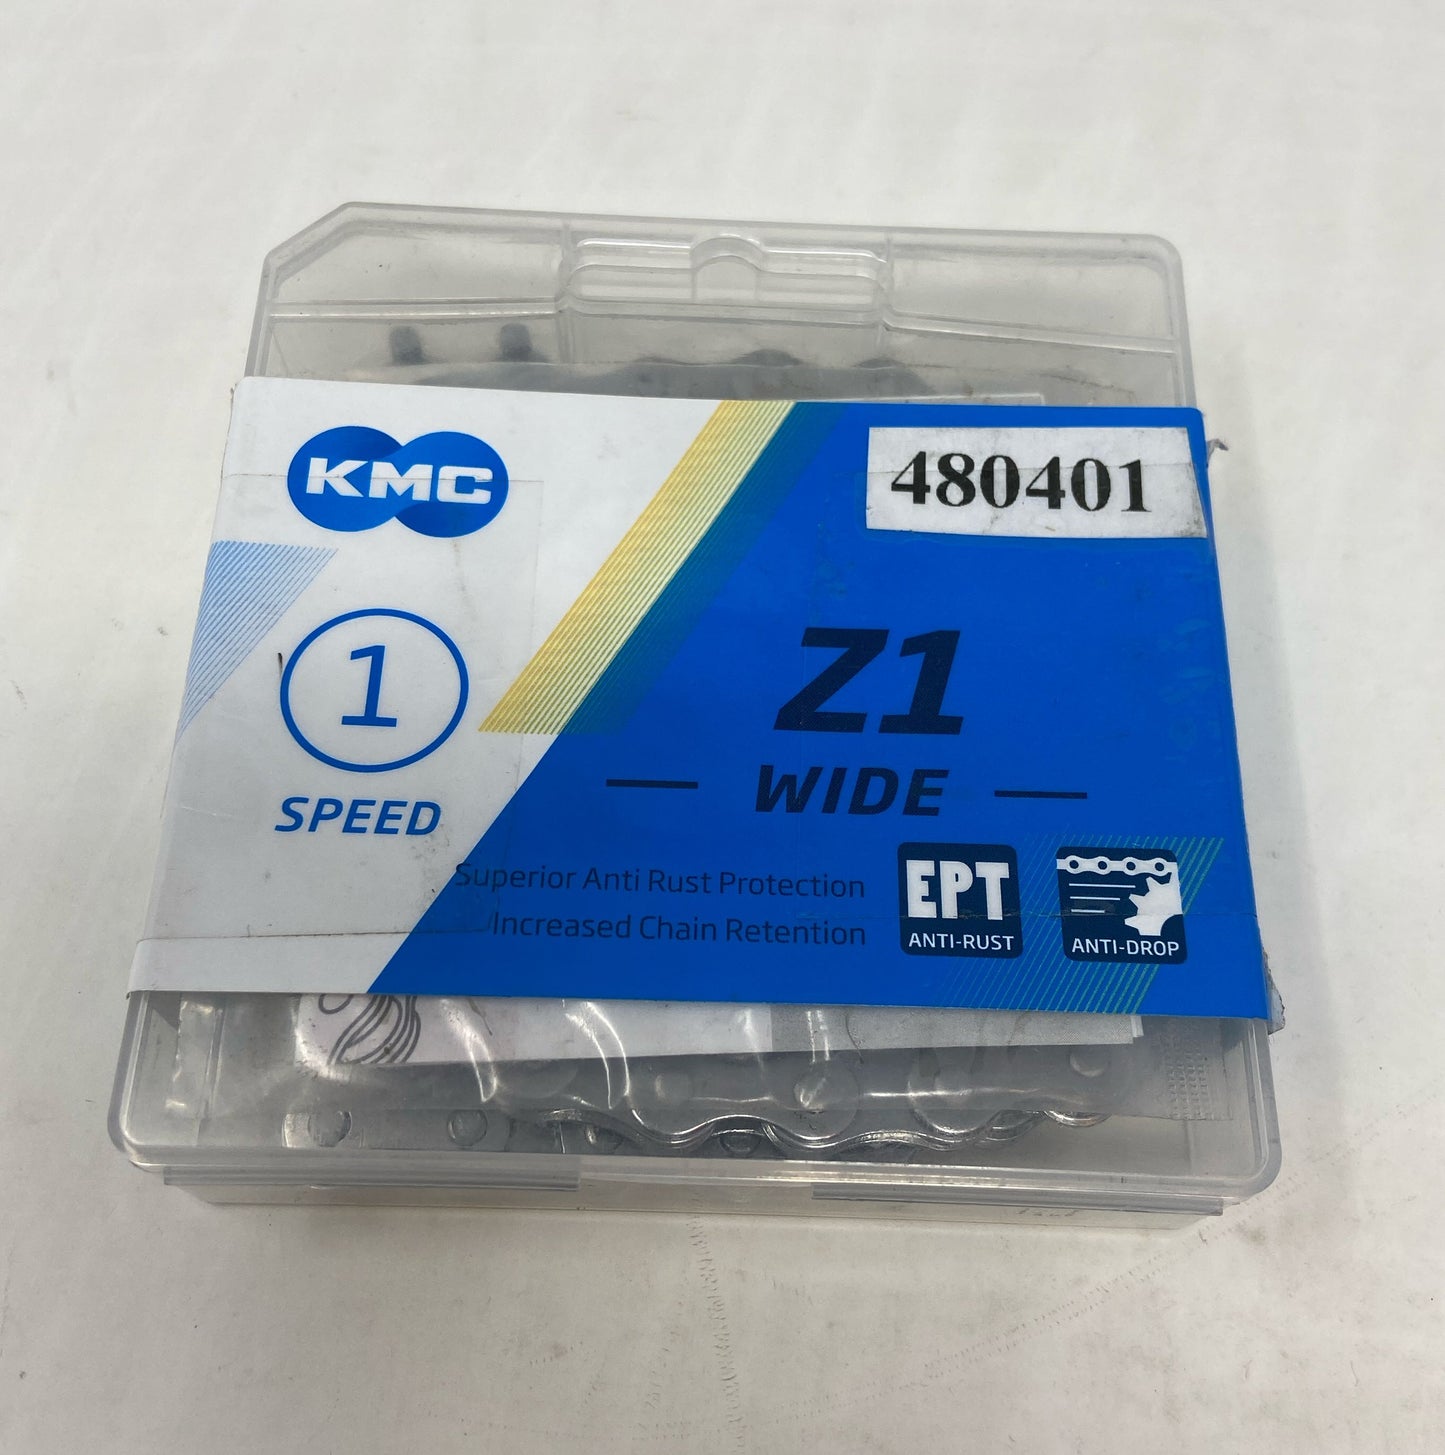 KMC
480401
1
SPEED
Z1
WIDE
Superior Anti Rust Protection
Increased Chain Retention
EPT
ANTI-RUST
ANTI-DROP